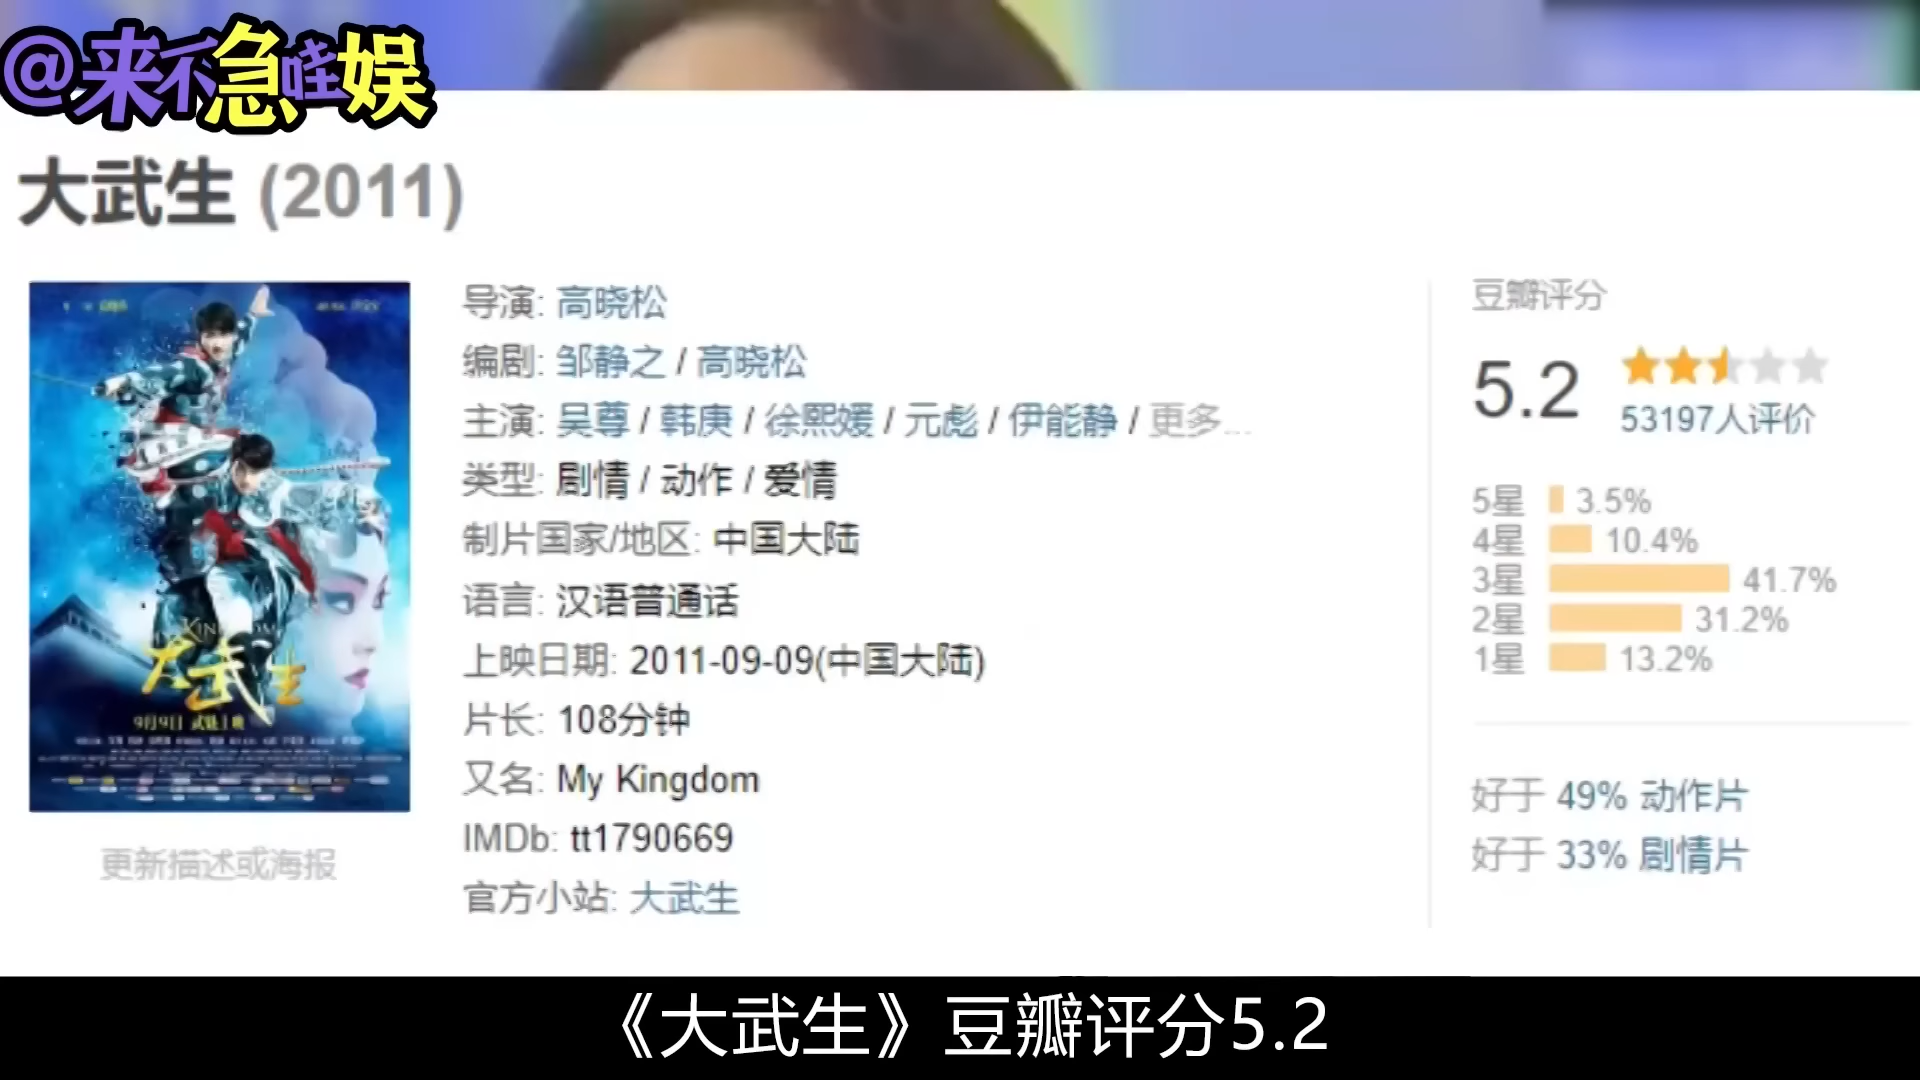 @来不急哇娱
大武生 (2011)
导演: 高晓松
编剧: 邹静之 / 高晓松
主演: 吴尊 / 韩庚 / 徐熙媛 / 元彪 / 伊能静 / 更多...
类型: 剧情 / 动作 / 爱情
制片国家/地区: 中国大陆
语言: 汉语普通话
上映日期: 2011-09-09(中国大陆)
片长: 108分钟
又名: My Kingdom
IMDb: tt1790669
官方小站: 大武生
大武生
更新描述或海报
豆瓣评分
5.2
53197人评价
5星 3.5%
4星 10.4%
3星 41.7%
2星 31.2%
1星 13.2%
好于 49% 动作片
好于 33% 剧情片
《大武生》豆瓣评分5.2